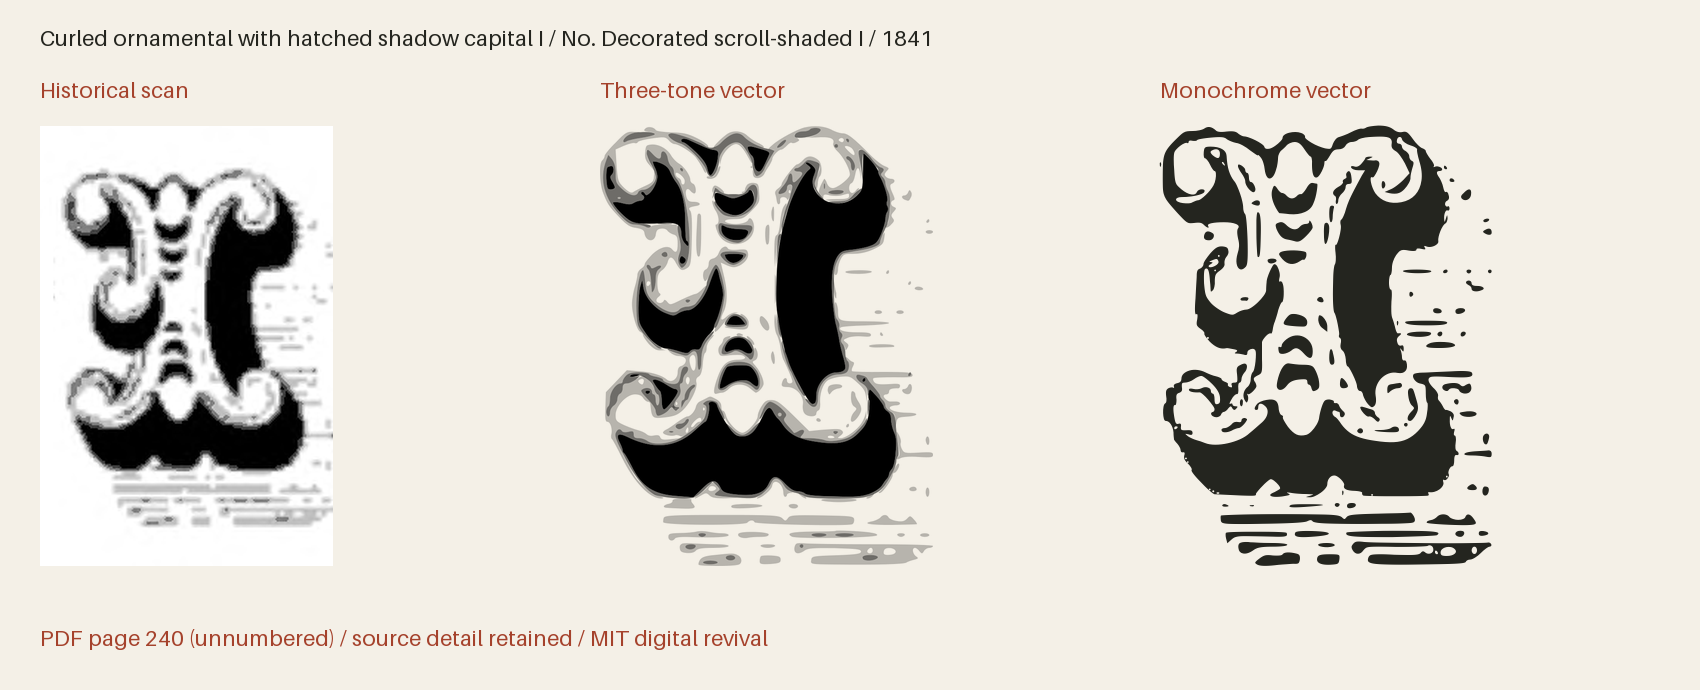 Curled ornamental with hatched shadow capital I / No. Decorated scroll-shaded I / 1841
Historical scan
Three-tone vector
Monochrome vector
I
I
I
PDF page 240 (unnumbered) / source detail retained / MIT digital revival